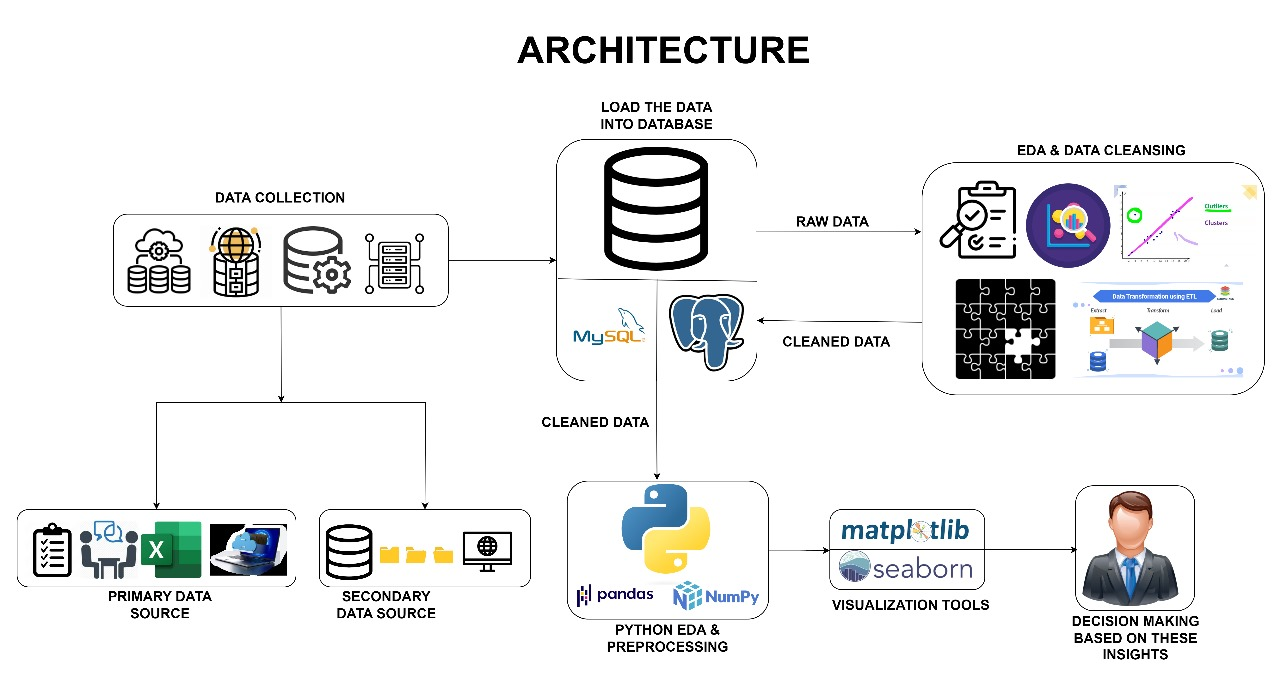 ARCHITECTURE
LOAD THE DATA
INTO DATABASE
EDA & DATA CLEANSING
DATA COLLECTION
RAW DATA
Outliers
Clusters
Data Transformation using ETL
Extract
Transform
Load
MySQL
CLEANED DATA
CLEANED DATA
X
PRIMARY DATA
SOURCE
SECONDARY
DATA SOURCE
pandas
NumPy
PYTHON EDA &
PREPROCESSING
matplotlib
seaborn
VISUALIZATION TOOLS
DECISION MAKING
BASED ON THESE
INSIGHTS